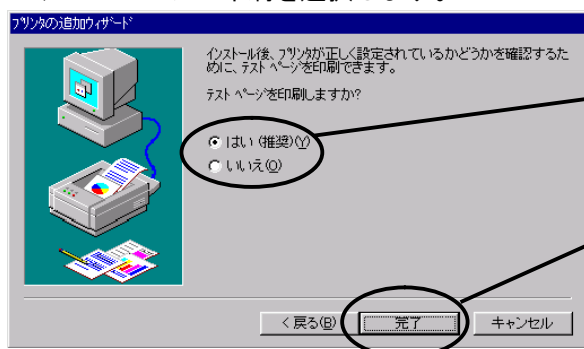 プリンタの追加ウィザード
インストール後、プリンタが正しく設定されているかどうかを確認するた
めに、テスト ページを印刷できます。
テスト ページを印刷しますか?
はい (推奨)(Y)
いいえ(O)
< 戻る(B)
完了
キャンセル